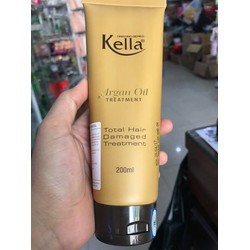 Kella
Argan Oil
TREATMENT
Total Hair
Damaged
Treatment
200ml